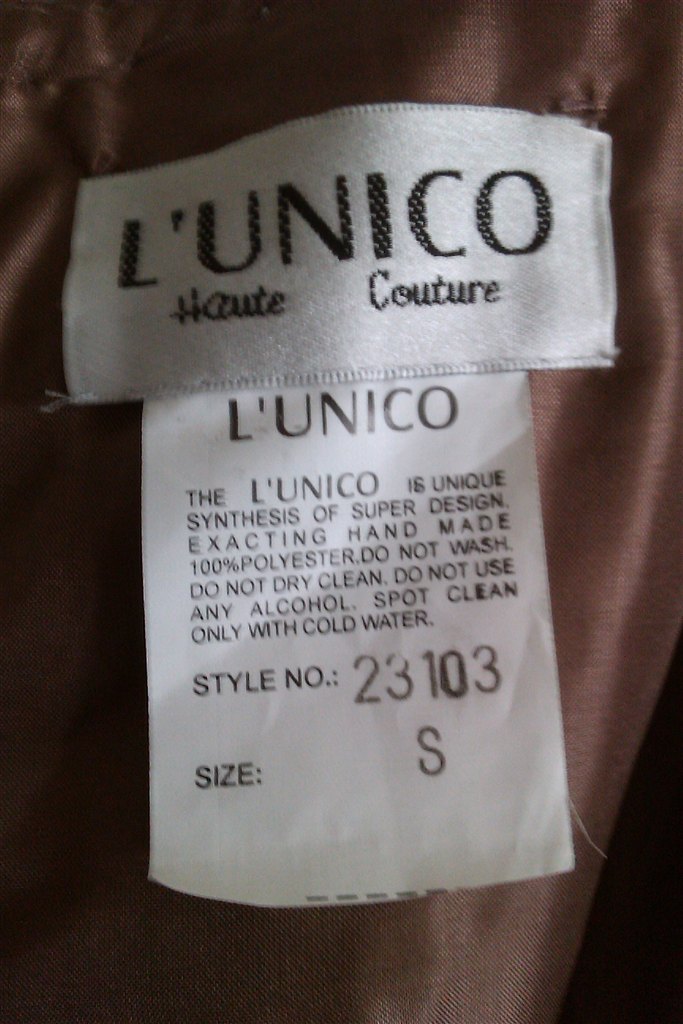 L'UNICO
Haute Couture
L'UNICO
THE L'UNICO IS UNIQUE
SYNTHESIS OF SUPER DESIGN.
EXACTING HAND MADE
100%POLYESTER.DO NOT WASH.
DO NOT DRY CLEAN. DO NOT USE
ANY ALCOHOL. SPOT CLEAN
ONLY WITH COLD WATER.
STYLE NO.: 23103
SIZE: S